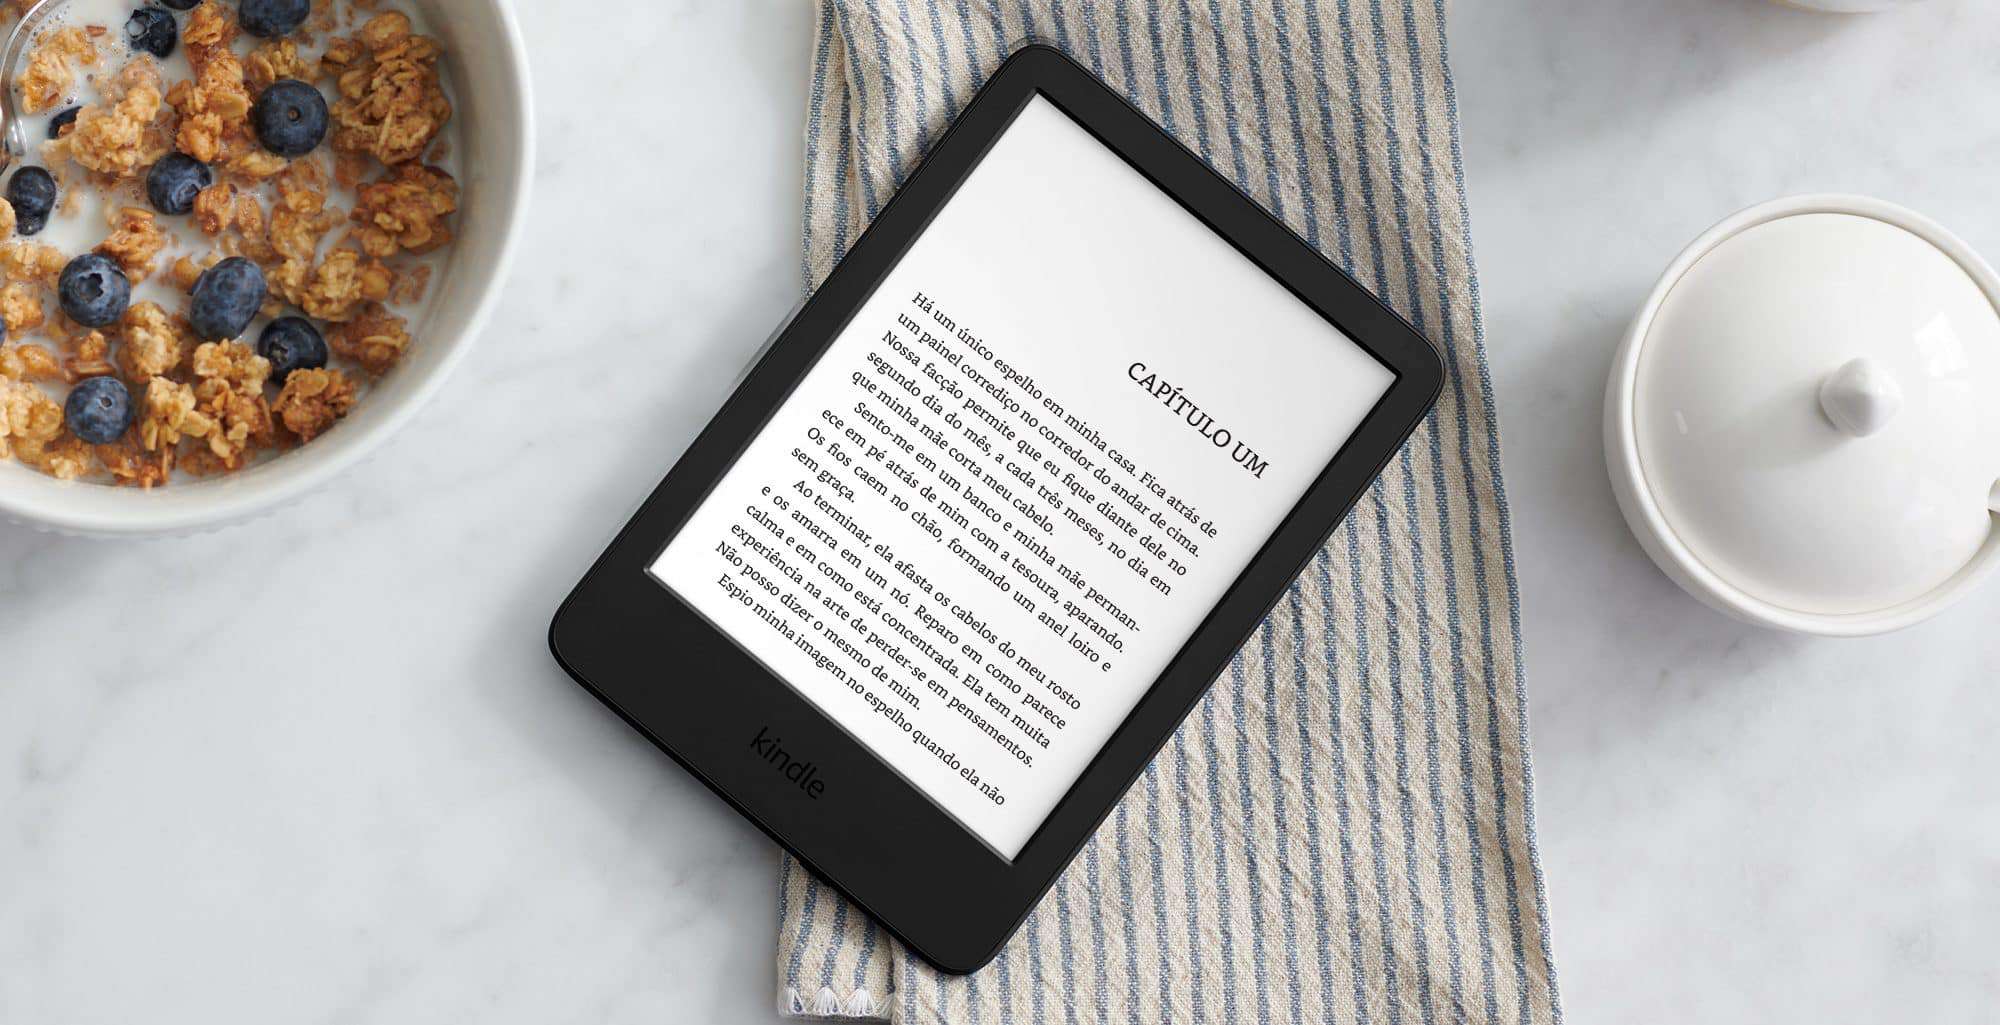 CAPÍTULO UM
Há um único espelho em minha casa. Fica atrás de
um painel corrediço no corredor do andar de cima.
Nossa facção permite que eu fique diante dele no
segundo dia do mês, a cada três meses, no dia em
que minha mãe corta meu cabelo.
Sento-me em um banco e minha mãe perman-
ece em pé atrás de mim com a tesoura, aparando.
Os fios caem no chão, formando um anel loiro e
sem graça.
Ao terminar, ela afasta os cabelos do meu rosto
e os amarra em um nó. Reparo em como parece
calma e em como está concentrada. Ela tem muita
experiência na arte de perder-se em pensamentos.
Não posso dizer o mesmo de mim.
Espio minha imagem no espelho quando ela não
kindle